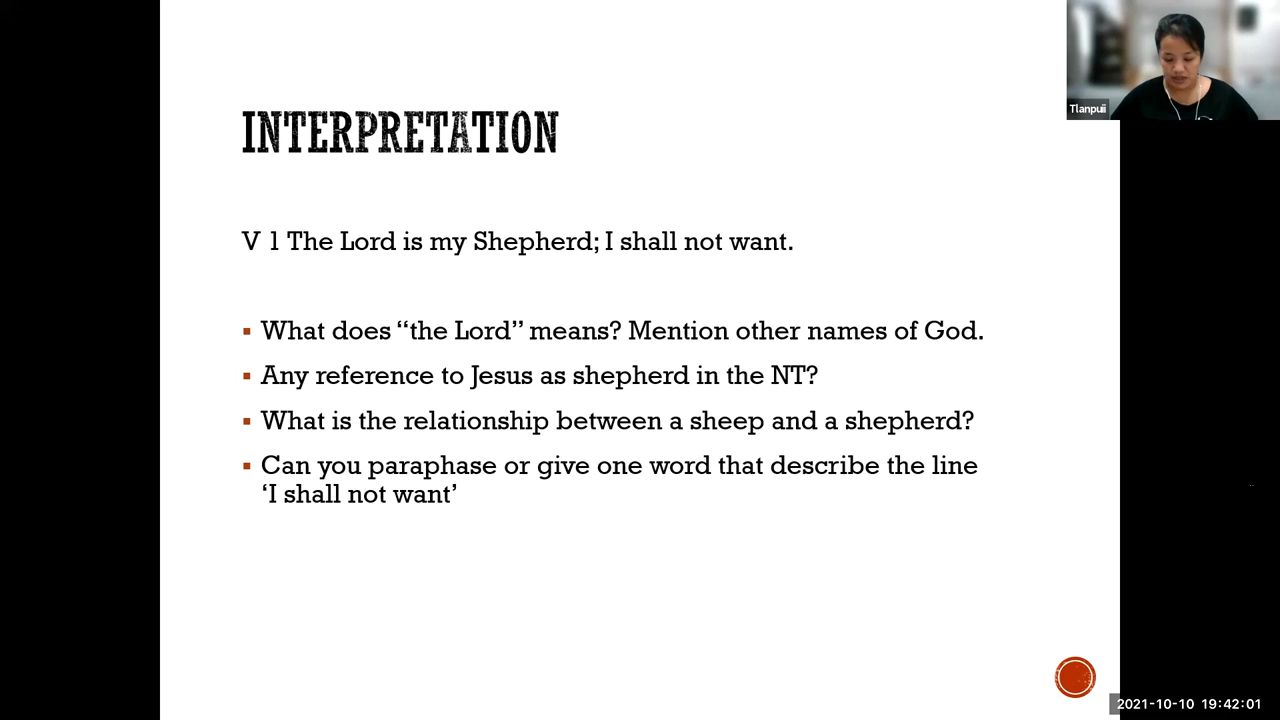 INTERPRETATION
V 1 The Lord is my Shepherd; I shall not want.
▪ What does “the Lord” means? Mention other names of God.
▪ Any reference to Jesus as shepherd in the NT?
▪ What is the relationship between a sheep and a shepherd?
▪ Can you paraphase or give one word that describe the line
‘I shall not want’
Tlanpuii
2021-10-10 19:42:01